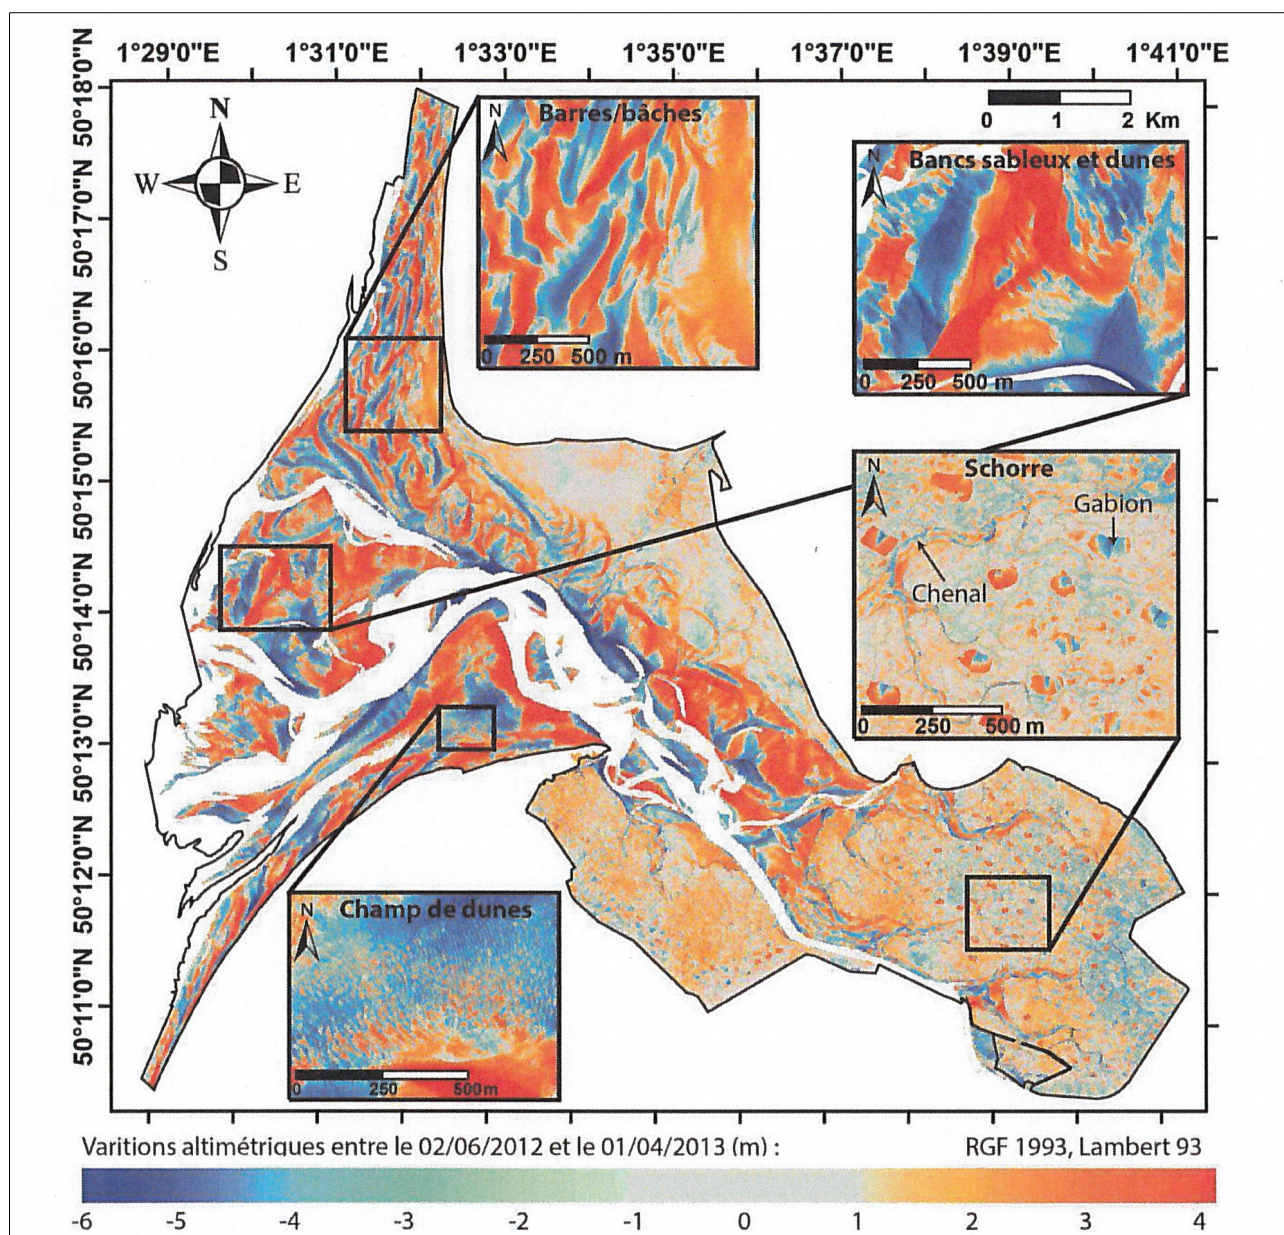 1°29'0"E 1°31'0"E 1°33'0"E 1°35'0"E 1°37'0"E 1°39'0"E 1°41'0"E
50°18'0"N
50°17'0"N
50°16'0"N
50°15'0"N
50°14'0"N
50°13'0"N
50°12'0"N
50°11'0"N
N
W E
S
N
Barres/bâches
0 250 500 m
0 1 2 Km
N
Bancs sableux et dunes
0 250 500 m
N
Schorre
Gabion
Chenal
0 250 500 m
N
Champ de dunes
0 250 500m
Varitions altimétriques entre le 02/06/2012 et le 01/04/2013 (m) :
RGF 1993, Lambert 93
-6 -5 -4 -3 -2 -1 0 1 2 3 4